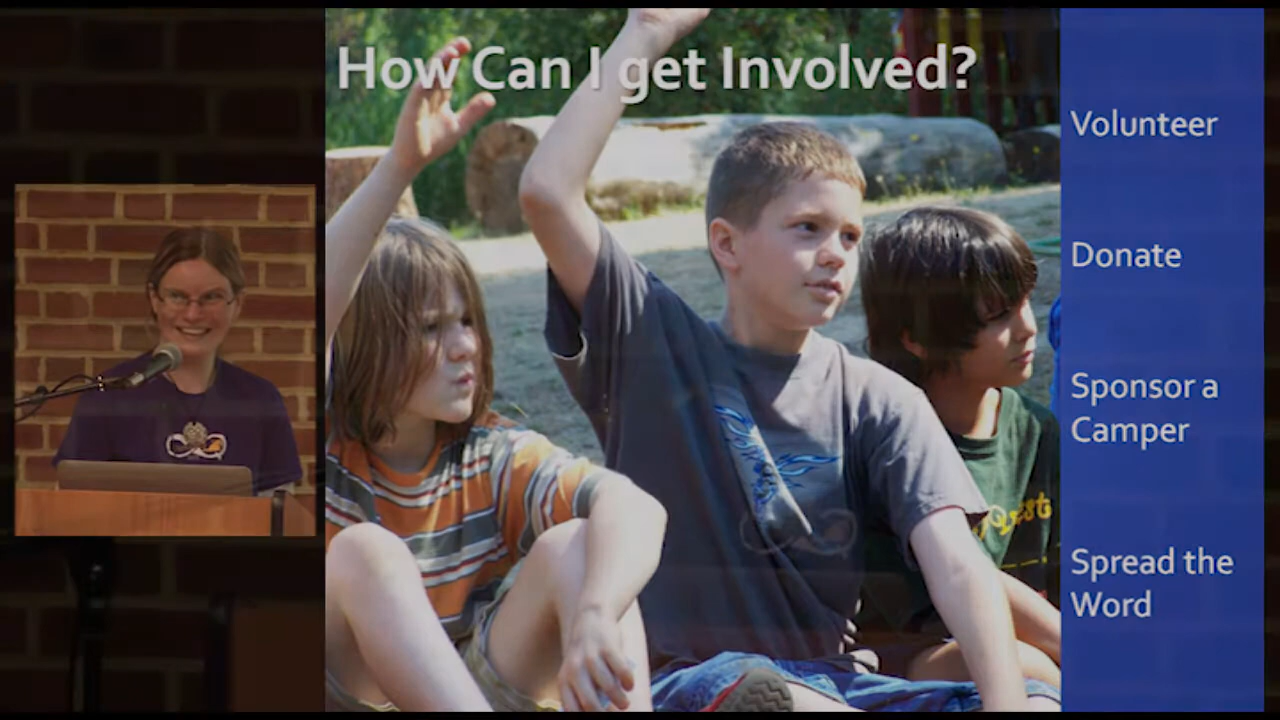 How Can I get Involved?
Volunteer
Donate
Sponsor a
Camper
Spread the
Word